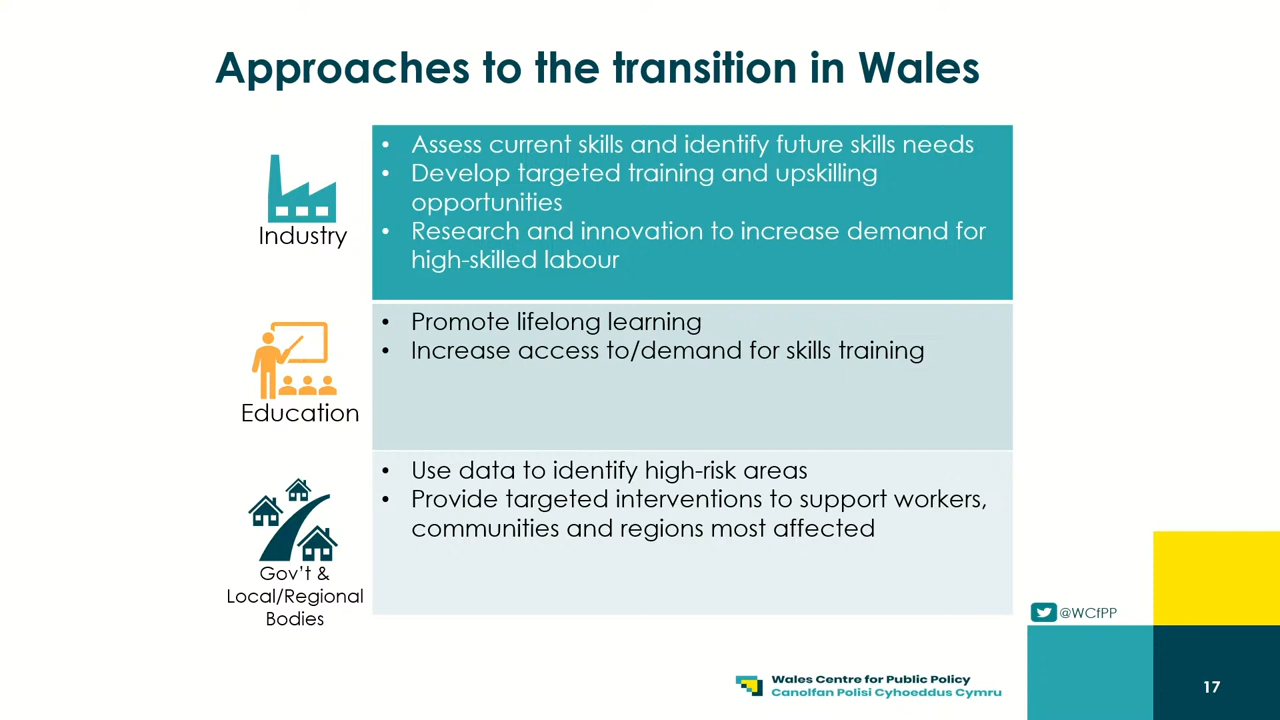 Approaches to the transition in Wales
Industry
• Assess current skills and identify future skills needs
• Develop targeted training and upskilling
opportunities
• Research and innovation to increase demand for
high-skilled labour
Education
• Promote lifelong learning
• Increase access to/demand for skills training
Gov't &
Local/Regional
Bodies
• Use data to identify high-risk areas
• Provide targeted interventions to support workers,
communities and regions most affected
@WCfPP
Wales Centre for Public Policy
Canolfan Polisi Cyhoeddus Cymru
17